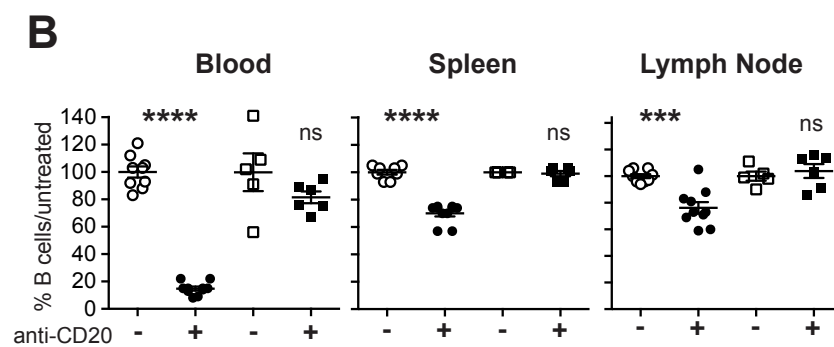 B
Blood
Spleen
Lymph Node
% B cells/untreated
140
120
100
80
60
40
20
0
****
ns
****
ns
***
ns
anti-CD20 - + - + - + - + - + - +